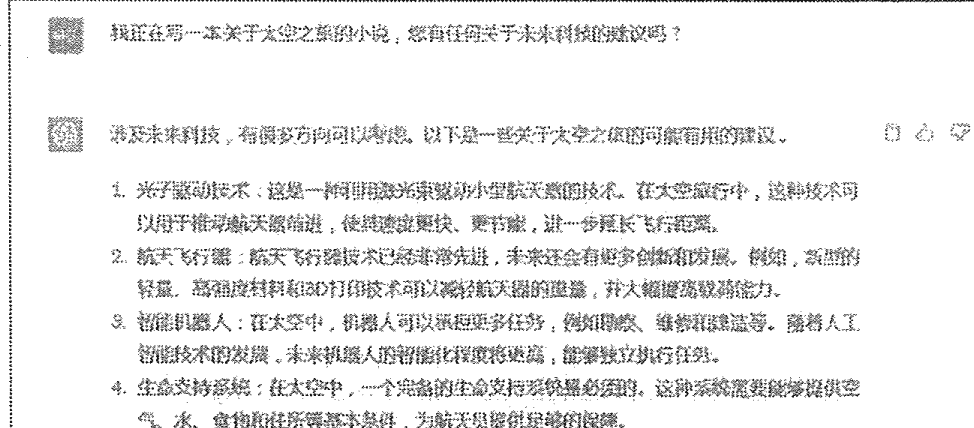 我正在写一本关于太空之旅的小说，您有任何关于未来科技的建议吗？
涉及未来科技，有很多方向可以考虑。以下是一些关于太空之旅的可能有用的建议。
1. 光子驱动技术：这是一种利用激光束驱动小型航天器的技术。在太空旅行中，这种技术可
以用于推动航天器前进，使其速度更快、更节能，进一步延长飞行距离。
2. 航天飞行器：航天飞行器技术已经非常先进，未来还会有更多创新和发展。例如，新型的
轻量、高强度材料和3D打印技术可以减轻航天器的重量，并大幅提高载荷能力。
3. 智能机器人：在太空中，机器人可以承担更多任务，例如勘察、维修和建造等。随着人工
智能技术的发展，未来机器人的智能化程度将更高，能够独立执行任务。
4. 生命支持系统：在太空中，一个完备的生命支持系统是必须的。这种系统需要能够提供空
气、水、食物和住所等基本条件，为航天员提供足够的保障。